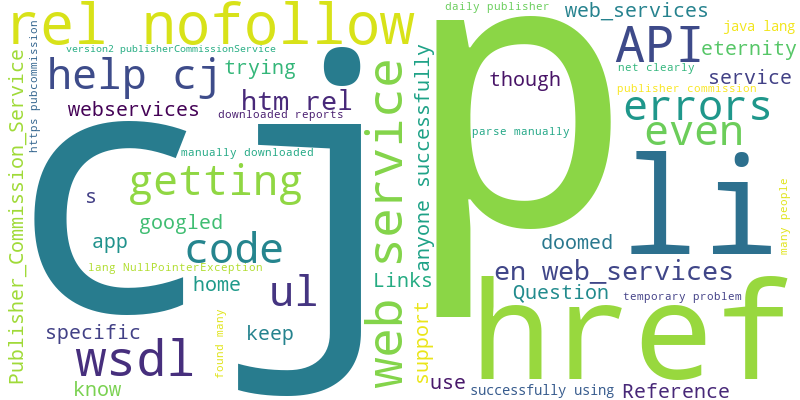 rel nofollow
version2 publisherCommissionService
help cj
trying
htm rel
webservices
downloaded reports
https pubcommission
Publisher_Commission_Service
cj
manually downloaded
getting
s
googled
app
code
lang NullPointerException
home
ul
specific
wsdl
found many
keep
know
web service
anyone successfully
Links
support
use
daily publisher
web_services
java lang
API
eternity
net clearly
though
service
publisher commission
errors
p
parse manually
even
li
many people
doomed
en web_services
Question
temporary problem
href
successfully using
Reference